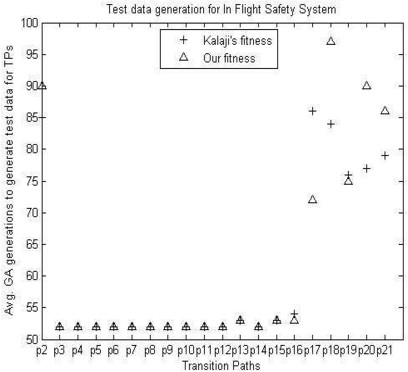 Test data generation for In Flight Safety System
Kalaji's fitness
Our fitness
Avg. GA generations to generate test data for TPs
100
95
90
85
80
75
70
65
60
55
50
p2 p3 p4 p5 p6 p7 p8 p9 p10 p11 p12 p13 p14 p15 p16 p17 p18 p19 p20 p21
Transition Paths